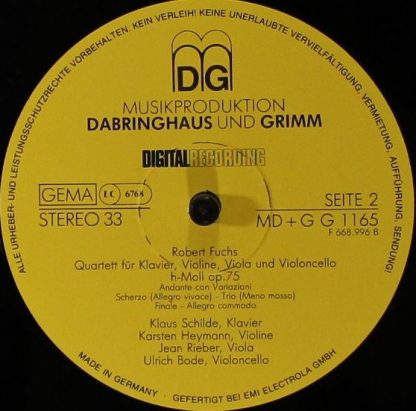 ALLE URHEBER- UND LEISTUNGSSCHUTZRECHTE VORBEHALTEN. KEIN VERLEIH! KEINE UNERLAUBTE VERVIELFÄLTIGUNG, VERMIETUNG, AUFFÜHRUNG, SENDUNG!
MDG
MUSIKPRODUKTION
DABRINGHAUS UND GRIMM
DIGITAL RECORDING
GEMA LC 6768
SEITE 2
STEREO 33
MD+G G 1165
F 668.996 B
Robert Fuchs
Quartett für Klavier, Violine, Viola und Violoncello
h-Moll op.75
Andante con Variazioni
Scherzo (Allegro vivace) - Trio (Meno mosso)
Finale - Allegro commodo
Klaus Schilde, Klavier
Karsten Heymann, Violine
Jean Rieber, Viola
Ulrich Bode, Violoncello
MADE IN GERMANY · GEFERTIGT BEI EMI ELECTROLA GMBH